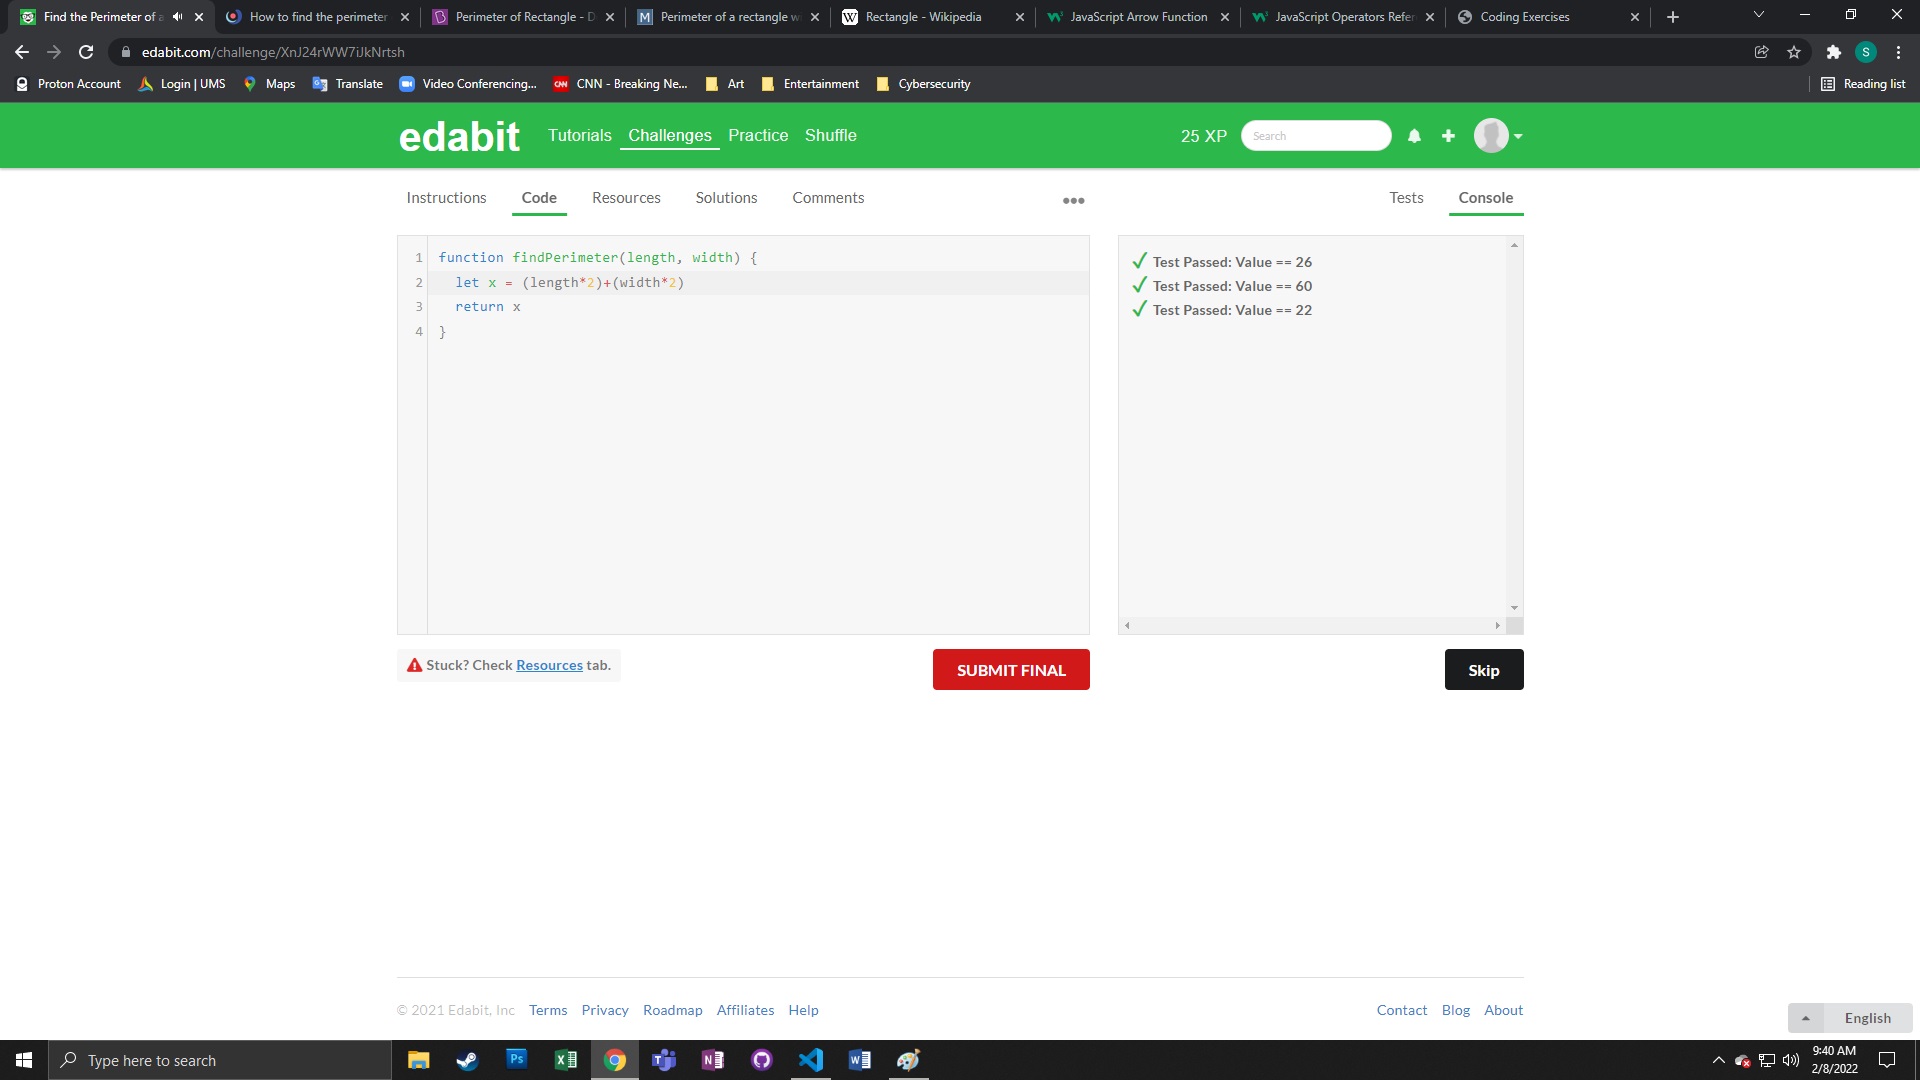 Find the Perimeter of a
How to find the perimeter
Perimeter of Rectangle - D
Perimeter of a rectangle w
Rectangle - Wikipedia
JavaScript Arrow Function
JavaScript Operators Refer
Coding Exercises
edabit.com/challenge/XnJ24rWW7iJkNrtsh
S
Proton Account
Login | UMS
Maps
Translate
Video Conferencing...
CNN - Breaking Ne...
Art
Entertainment
Cybersecurity
Reading list
edabit
Tutorials
Challenges
Practice
Shuffle
25 XP
Search
Instructions
Code
Resources
Solutions
Comments
Tests
Console
1 function findPerimeter(length, width) {
2 let x = (length*2)+(width*2)
3 return x
4 }
Test Passed: Value == 26
Test Passed: Value == 60
Test Passed: Value == 22
Stuck? Check Resources tab.
SUBMIT FINAL
Skip
© 2021 Edabit, Inc
Terms
Privacy
Roadmap
Affiliates
Help
Contact
Blog
About
English
Type here to search
9:40 AM
2/8/2022